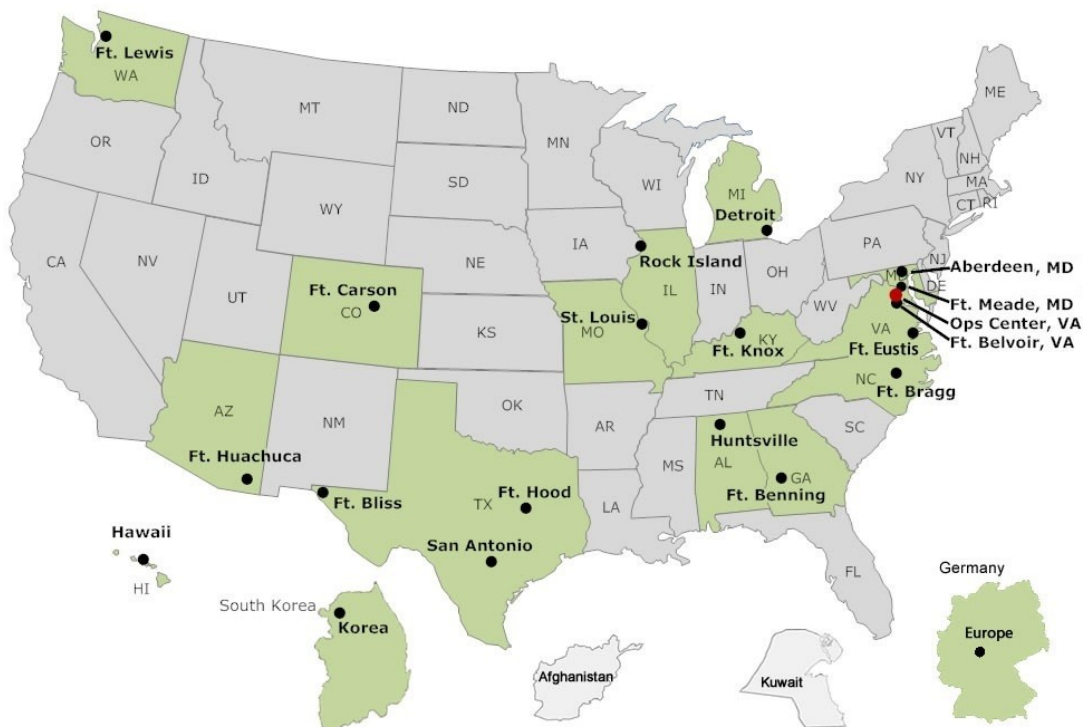 Ft. Lewis
WA
MT
ND
MN
ME
VT
NH
OR
ID
SD
WI
MI
NY
MA
CT
RI
WY
Detroit
PA
IA
Rock Island
NJ
MD
Aberdeen, MD
CA
NV
UT
NE
IL
IN
OH
DE
Ft. Carson
CO
WV
Ft. Meade, MD
Ops Center, VA
Ft. Belvoir, VA
KS
St. Louis
MO
KY
Ft. Knox
VA
Ft. Eustis
NC
Ft. Bragg
TN
AZ
NM
OK
AR
Huntsville
SC
Ft. Huachuca
MS
AL
GA
Ft. Benning
Ft. Bliss
Ft. Hood
TX
LA
Hawaii
HI
San Antonio
FL
Germany
South Korea
Korea
Europe
Afghanistan
Kuwait